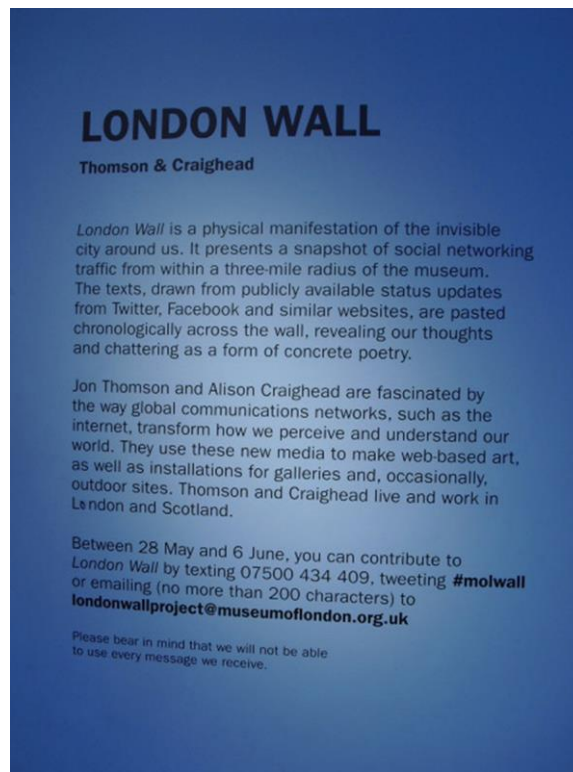 LONDON WALL
Thomson & Craighead
London Wall is a physical manifestation of the invisible
city around us. It presents a snapshot of social networking
traffic from within a three-mile radius of the museum.
The texts, drawn from publicly available status updates
from Twitter, Facebook and similar websites, are pasted
chronologically across the wall, revealing our thoughts
and chattering as a form of concrete poetry.
Jon Thomson and Alison Craighead are fascinated by
the way global communications networks, such as the
internet, transform how we perceive and understand our
world. They use these new media to make web-based art,
as well as installations for galleries and, occasionally,
outdoor sites. Thomson and Craighead live and work in
London and Scotland.
Between 28 May and 6 June, you can contribute to
London Wall by texting 07500 434 409, tweeting #molwall
or emailing (no more than 200 characters) to
londonwallproject@museumoflondon.org.uk
Please bear in mind that we will not be able
to use every message we receive.